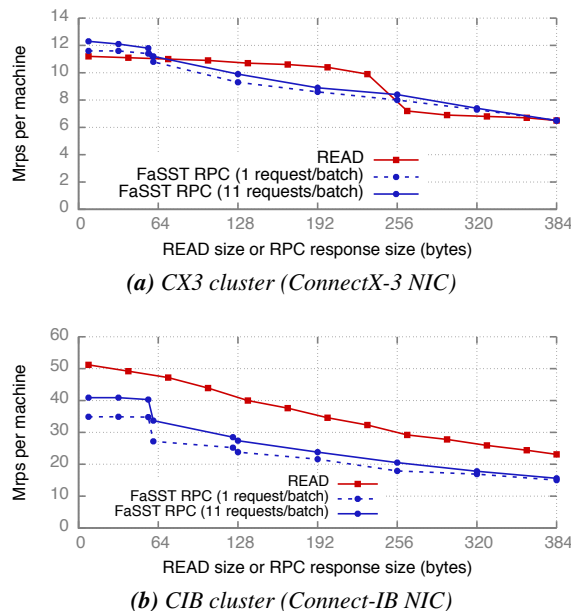 14
12
10
8
6
4
2
0
Mrps per machine
READ
FaSST RPC (1 request/batch)
FaSST RPC (11 requests/batch)
0 64 128 192 256 320 384
READ size or RPC response size (bytes)
(a) CX3 cluster (ConnectX-3 NIC)
60
50
40
30
20
10
0
Mrps per machine
READ
FaSST RPC (1 request/batch)
FaSST RPC (11 requests/batch)
0 64 128 192 256 320 384
READ size or RPC response size (bytes)
(b) CIB cluster (Connect-IB NIC)